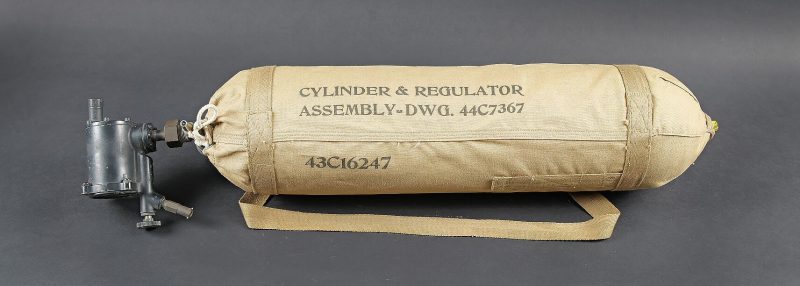 CYLINDER & REGULATOR
ASSEMBLY-DWG. 44C7367
43C16247